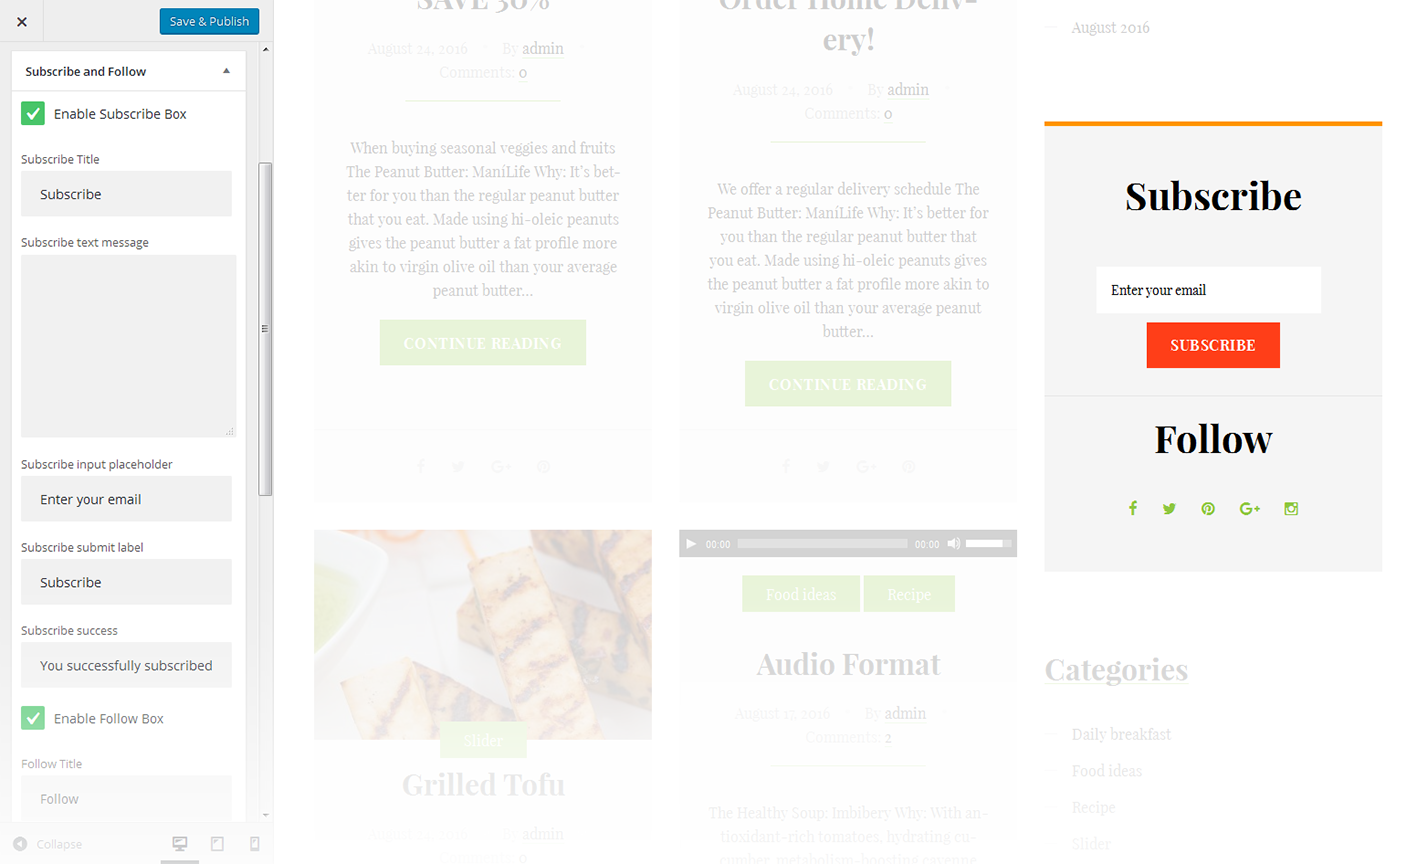 Save & Publish
Subscribe and Follow
Enable Subscribe Box
Subscribe Title
Subscribe
Subscribe text message
Subscribe input placeholder
Enter your email
Subscribe submit label
Subscribe
Subscribe success
You successfully subscribed
Enable Follow Box
Follow Title
Follow
Collapse
SAVE 30%
August 24, 2016
By admin
Comments: 0
When buying seasonal veggies and fruits
The Peanut Butter: ManíLife Why: It's bet-
ter for you than the regular peanut butter
that you eat. Made using hi-oleic peanuts
gives the peanut butter a fat profile more
akin to virgin olive oil than your average
peanut butter...
CONTINUE READING
Slider
Grilled Tofu
By admin
Comments: 0
Order Home Deliv-
ery!
August 24, 2016
By admin
Comments: 0
We offer a regular delivery schedule The
Peanut Butter: ManíLife Why: It's better for
you than the regular peanut butter that
you eat. Made using hi-oleic peanuts gives
the peanut butter a fat profile more akin to
virgin olive oil than your average peanut
butter...
CONTINUE READING
00:00
00:00
Food ideas
Recipe
Audio Format
August 17, 2016
By admin
Comments: 2
The Healthy Soup: Imbibery Why: With an-
tioxidant-rich tomatoes, hydrating cu-
cumber, metabolism-boosting cayenne
August 2016
Subscribe
Enter your email
SUBSCRIBE
Follow
Categories
Daily breakfast
Food ideas
Recipe
Slider